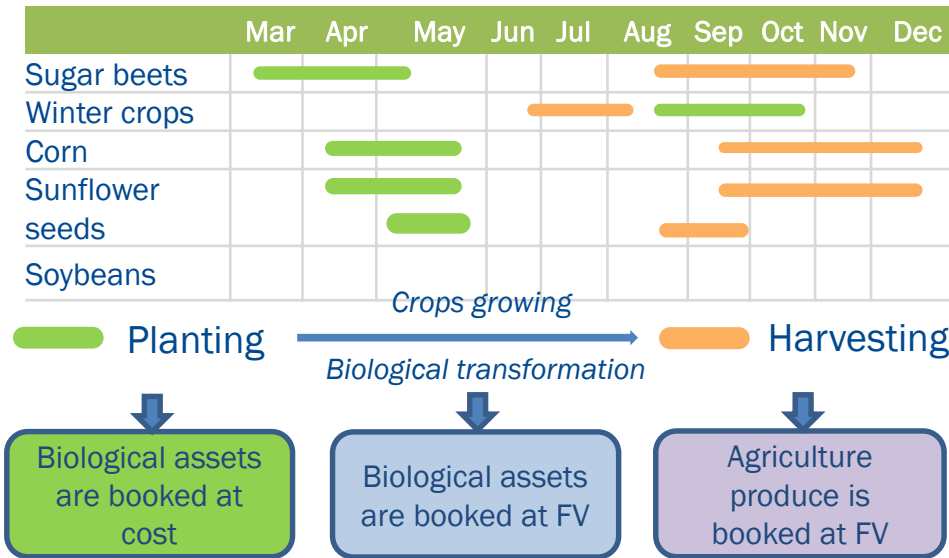 Mar Apr May Jun Jul Aug Sep Oct Nov Dec
Sugar beets
Winter crops
Corn
Sunflower
seeds
Soybeans
Crops growing
Planting
Harvesting
Biological transformation
Biological assets
are booked at
cost
Biological assets
are booked at FV
Agriculture
produce is
booked at FV